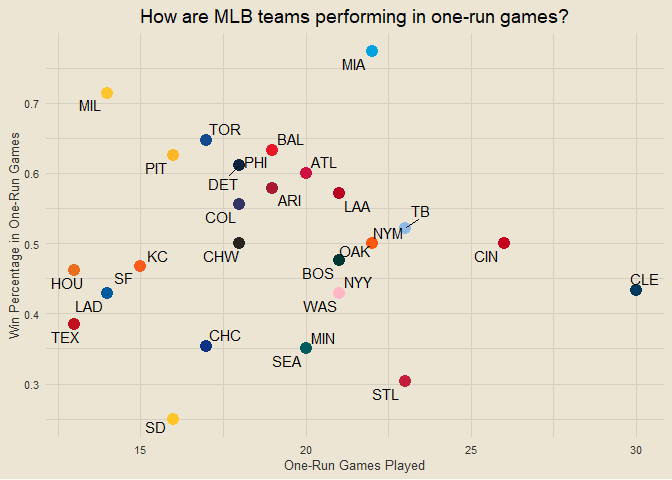 How are MLB teams performing in one-run games?
MIA
MIL
0.7
TOR
BAL
PIT
PHI
ATL
0.6
DET
ARI
LAA
COL
TB
Win Percentage in One-Run Games
NYM
0.5
CHW
OAK
CIN
KC
BOS
HOU
SF
NYY
CLE
LAD
WAS
0.4
TEX
CHC
MIN
SEA
0.3
STL
SD
15
20
25
30
One-Run Games Played